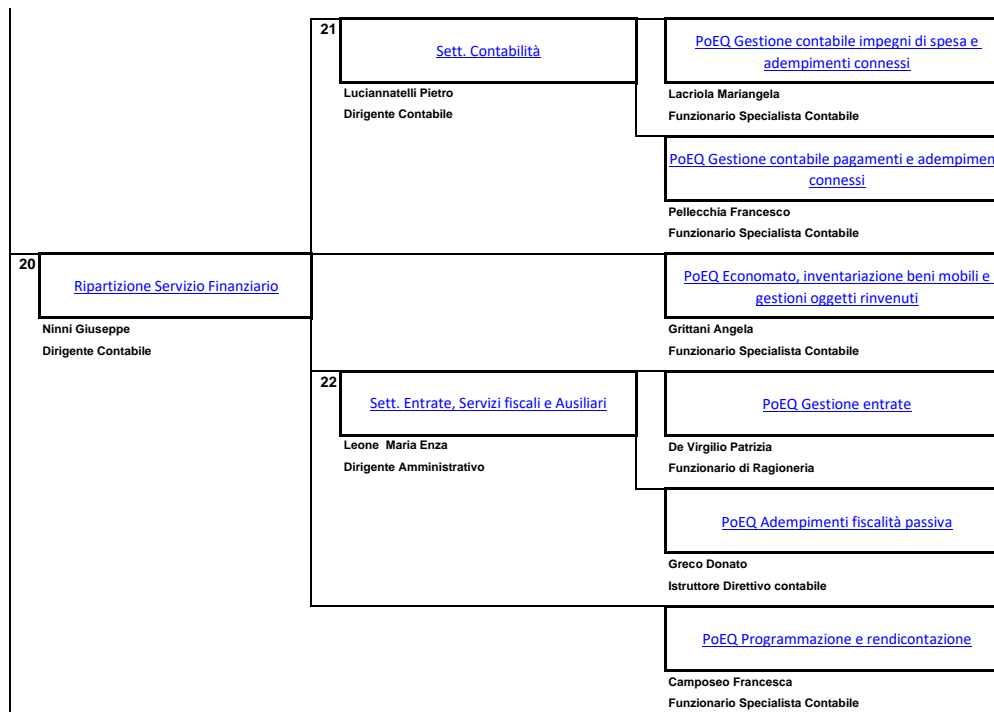 21
Sett. Contabilità
Luciannatelli Pietro
Dirigente Contabile
PoEQ Gestione contabile impegni di spesa e
adempimenti connessi
Lacriola Mariangela
Funzionario Specialista Contabile
PoEQ Gestione contabile pagamenti e adempimen
connessi
Pellecchia Francesco
Funzionario Specialista Contabile
20
Ripartizione Servizio Finanziario
Ninni Giuseppe
Dirigente Contabile
PoEQ Economato, inventariazione beni mobili e
gestioni oggetti rinvenuti
Grittani Angela
Funzionario Specialista Contabile
22
Sett. Entrate, Servizi fiscali e Ausiliari
Leone Maria Enza
Dirigente Amministrativo
PoEQ Gestione entrate
De Virgilio Patrizia
Funzionario di Ragioneria
PoEQ Adempimenti fiscalità passiva
Greco Donato
Istruttore Direttivo contabile
PoEQ Programmazione e rendicontazione
Camposeo Francesca
Funzionario Specialista Contabile